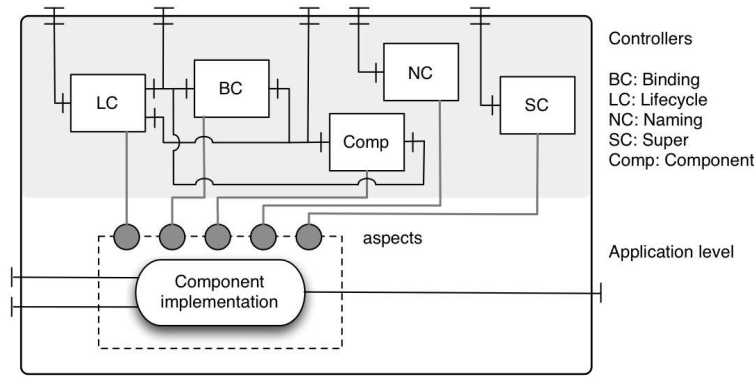 Controllers
NC
BC
LC
SC
Comp
BC: Binding
LC: Lifecycle
NC: Naming
SC: Super
Comp: Component
aspects
Application level
Component
implementation